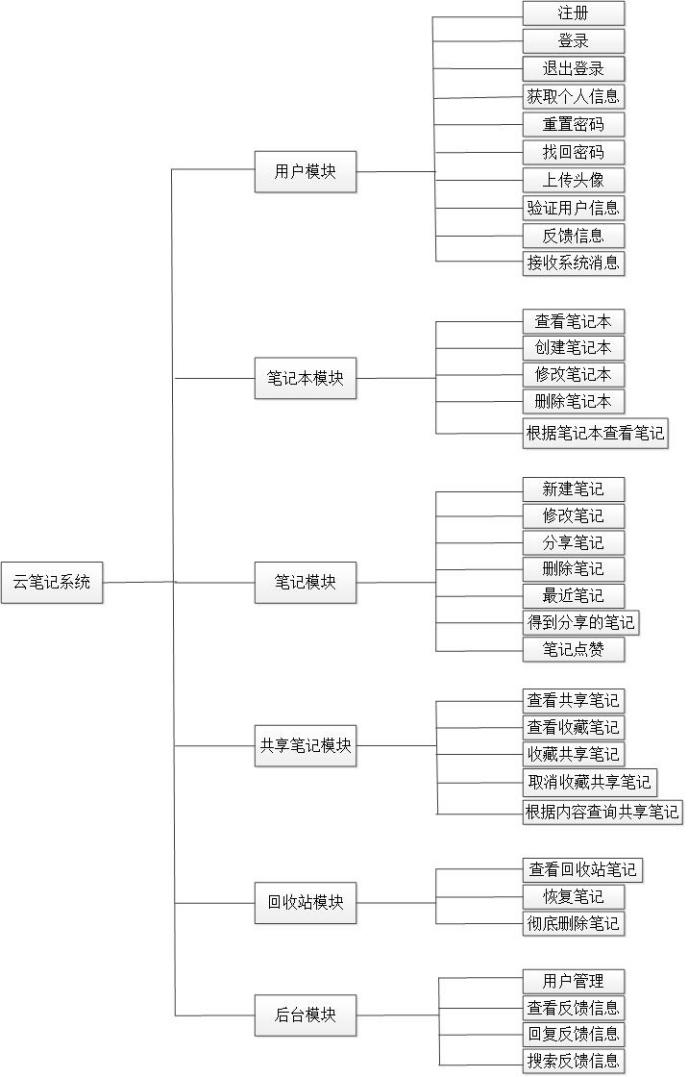 云笔记系统
用户模块
注册
登录
退出登录
获取个人信息
重置密码
找回密码
上传头像
验证用户信息
反馈信息
接收系统消息
笔记本模块
查看笔记本
创建笔记本
修改笔记本
删除笔记本
根据笔记本查看笔记
笔记模块
新建笔记
修改笔记
分享笔记
删除笔记
最近笔记
得到分享的笔记
笔记点赞
共享笔记模块
查看共享笔记
查看收藏笔记
收藏共享笔记
取消收藏共享笔记
根据内容查询共享笔记
回收站模块
查看回收站笔记
恢复笔记
彻底删除笔记
后台模块
用户管理
查看反馈信息
回复反馈信息
搜索反馈信息